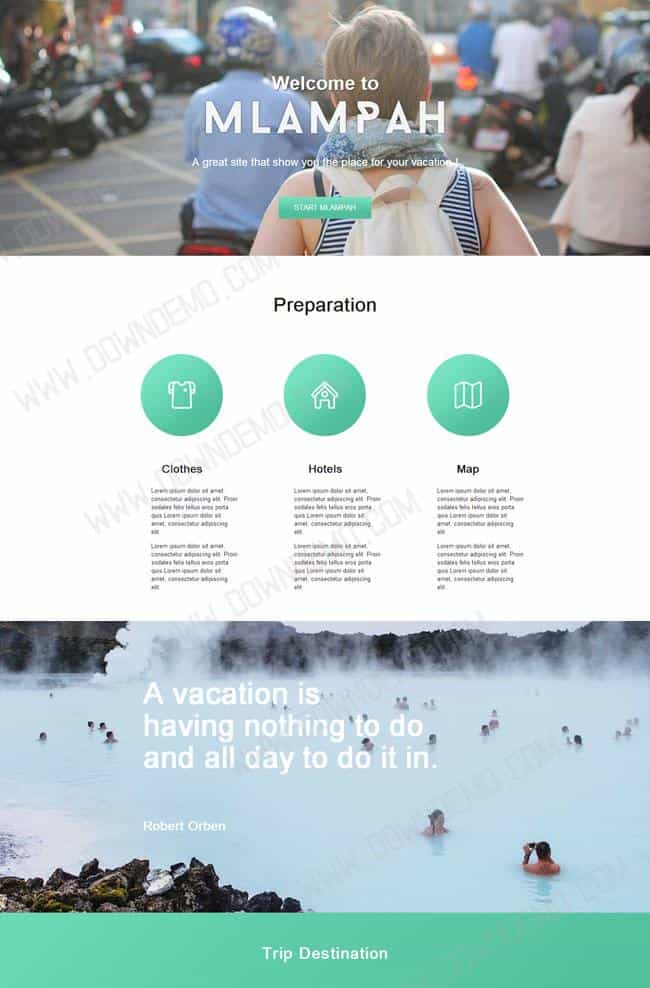 Welcome to
MLAMPAH
A great site that show you the place for your vacation !
START MLAMPAH
WWW.DOWNDEMO.COM
Preparation
Clothes
Hotels
Map
Lorem ipsum dolor sit amet,
consectetur adipiscing elit. Proin
sodales felis tellus eros porta
quis Lorem ipsum dolor sit
amet, consectetur adipiscing
elit
Lorem ipsum dolor sit amet,
consectetur adipiscing elit. Proin
sodales felis tellus eros porta
quis Lorem ipsum dolor sit
amet, consectetur adipiscing
elit
Lorem ipsum dolor sit amet,
consectetur adipiscing elit. Proin
sodales felis tellus eros porta
quis Lorem ipsum dolor sit
amet, consectetur adipiscing
elit
Lorem ipsum dolor sit amet,
consectetur adipiscing elit. Proin
sodales felis tellus eros porta
quis Lorem ipsum dolor sit
amet, consectetur adipiscing
elit
Lorem ipsum dolor sit amet,
consectetur adipiscing elit. Proin
sodales felis tellus eros porta
quis Lorem ipsum dolor sit
amet, consectetur adipiscing
elit
Lorem ipsum dolor sit amet,
consectetur adipiscing elit. Proin
sodales felis tellus eros porta
quis Lorem ipsum dolor sit
amet, consectetur adipiscing
elit
WWW.DOWNDEMO.COM
WWW.DOWNDEMO.COM
A vacation is
having nothing to do
and all day to do it in.
Robert Orben
WWW.DOWNDEMO.COM
Trip Destination